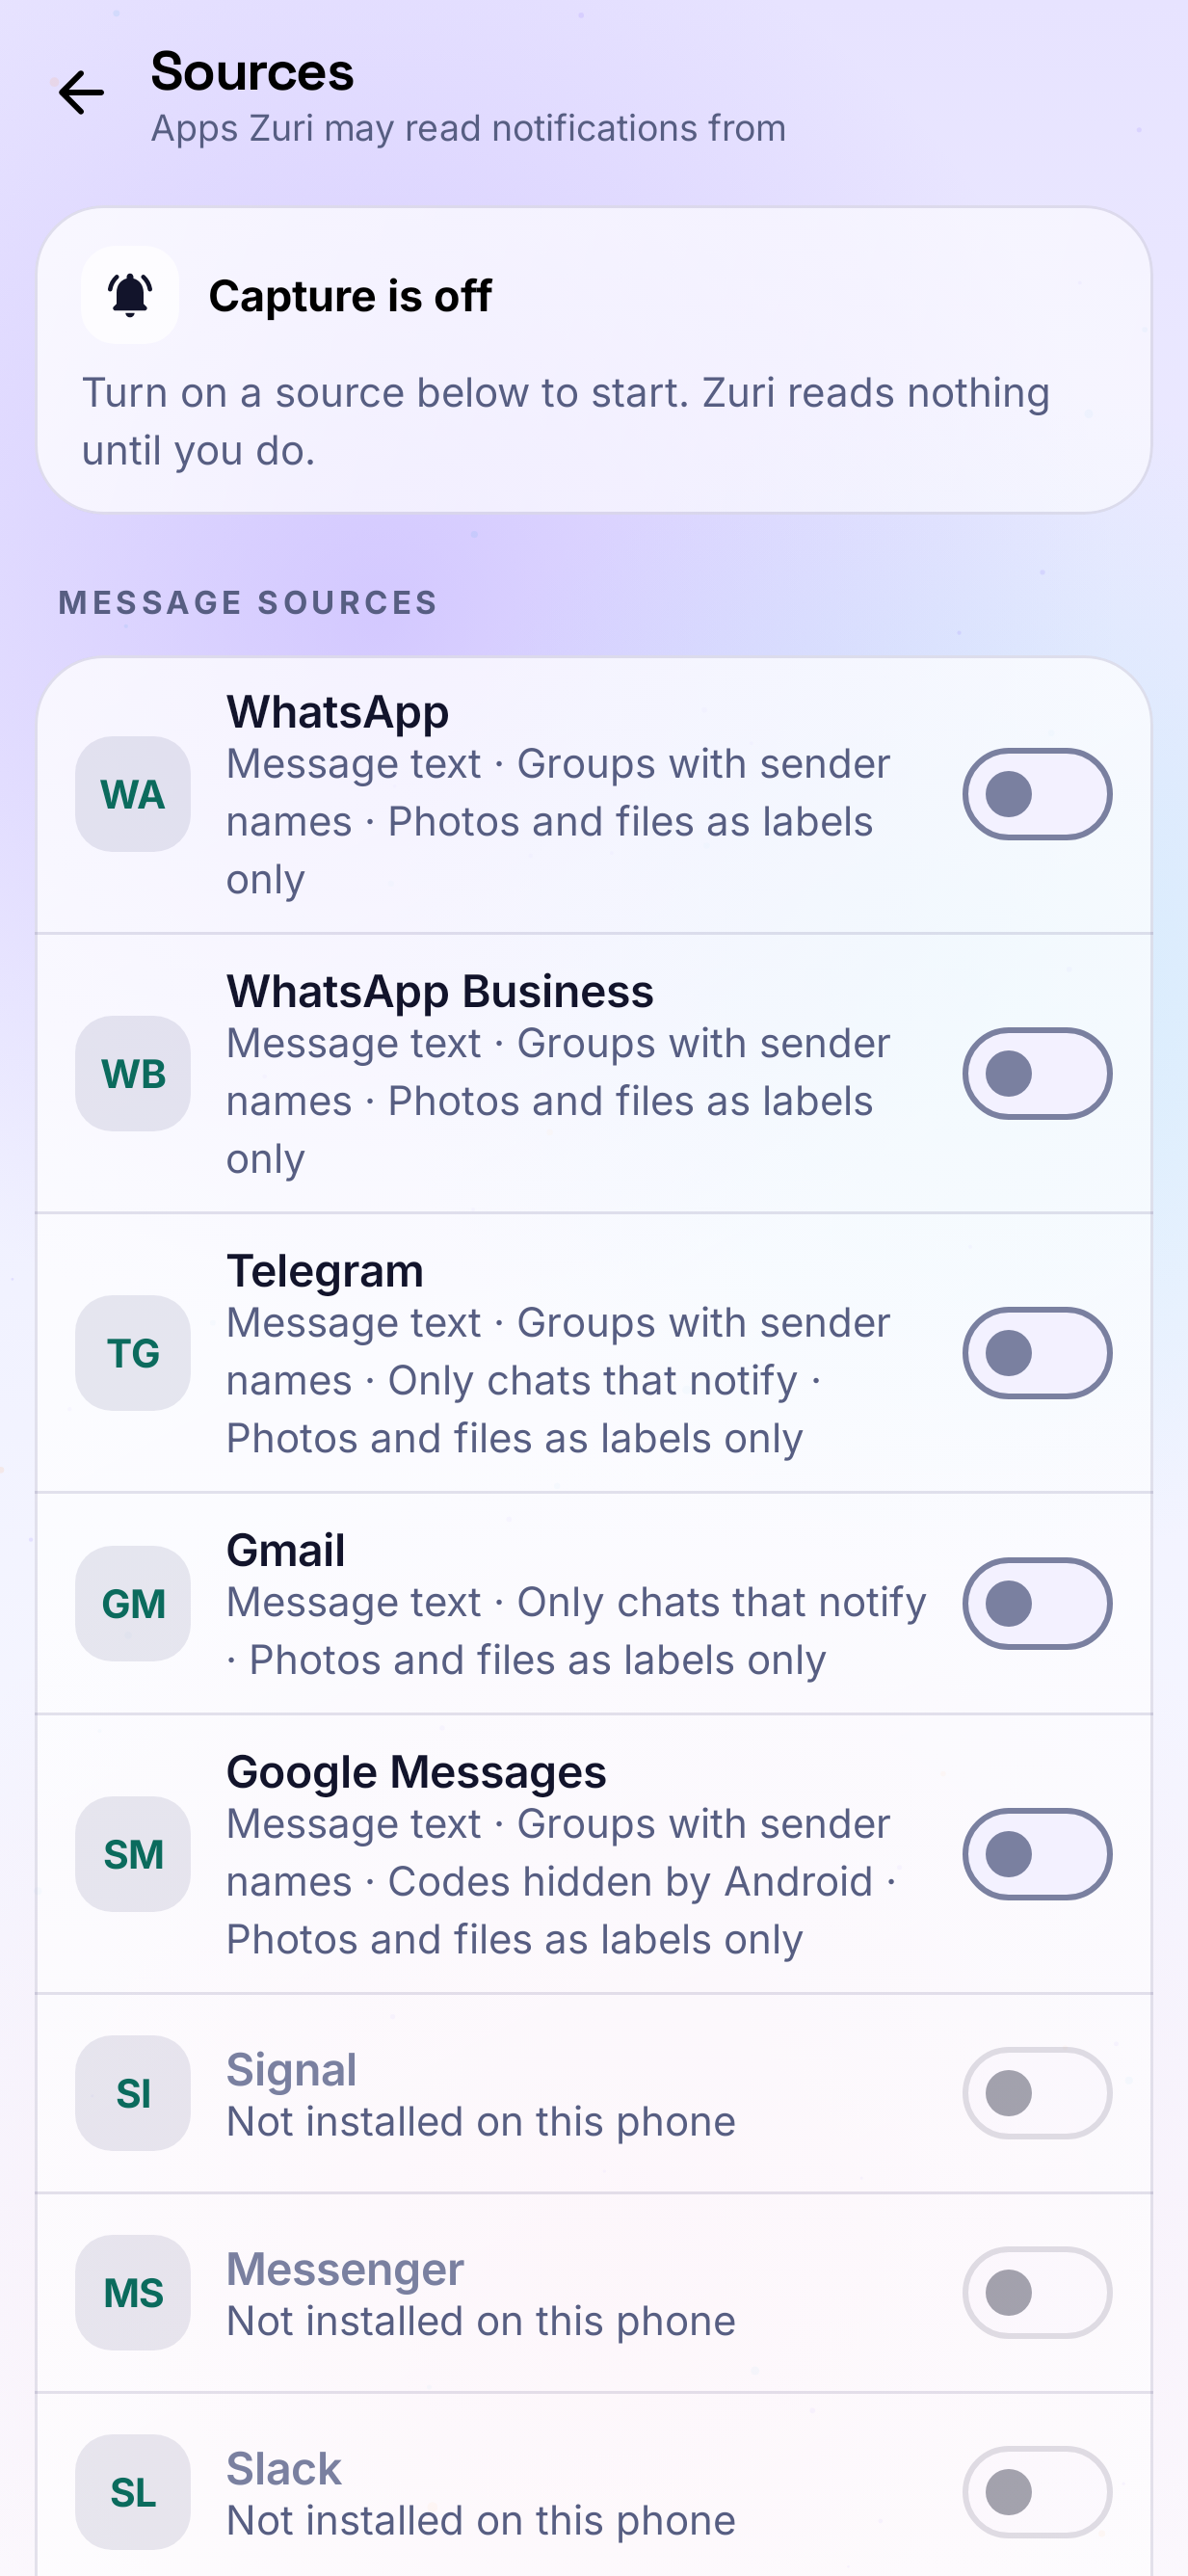 Sources
Apps Zuri may read notifications from
Capture is off
Turn on a source below to start. Zuri reads nothing
until you do.
MESSAGE SOURCES
WhatsApp
WA
Message text · Groups with sender
names · Photos and files as labels
only
WhatsApp Business
WB
Message text · Groups with sender
names · Photos and files as labels
only
Telegram
TG
Message text · Groups with sender
names · Only chats that notify ·
Photos and files as labels only
Gmail
GM
Message text · Only chats that notify
· Photos and files as labels only
Google Messages
SM
Message text · Groups with sender
names · Codes hidden by Android ·
Photos and files as labels only
SI
Signal
Not installed on this phone
MS
Messenger
Not installed on this phone
SL
Slack
Not installed on this phone